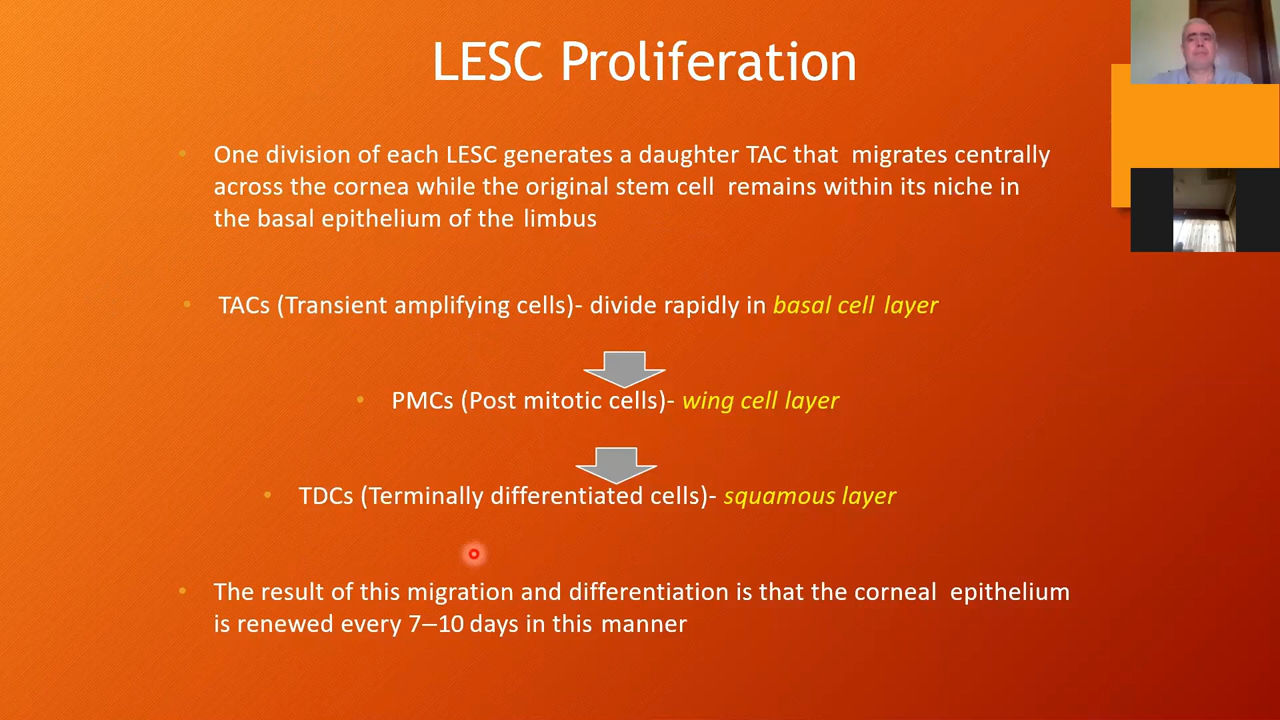 LESC Proliferation
• One division of each LESC generates a daughter TAC that migrates centrally
across the cornea while the original stem cell remains within its niche in
the basal epithelium of the limbus
• TACs (Transient amplifying cells)- divide rapidly in basal cell layer
• PMCs (Post mitotic cells)- wing cell layer
• TDCs (Terminally differentiated cells)- squamous layer
• The result of this migration and differentiation is that the corneal epithelium
is renewed every 7–10 days in this manner